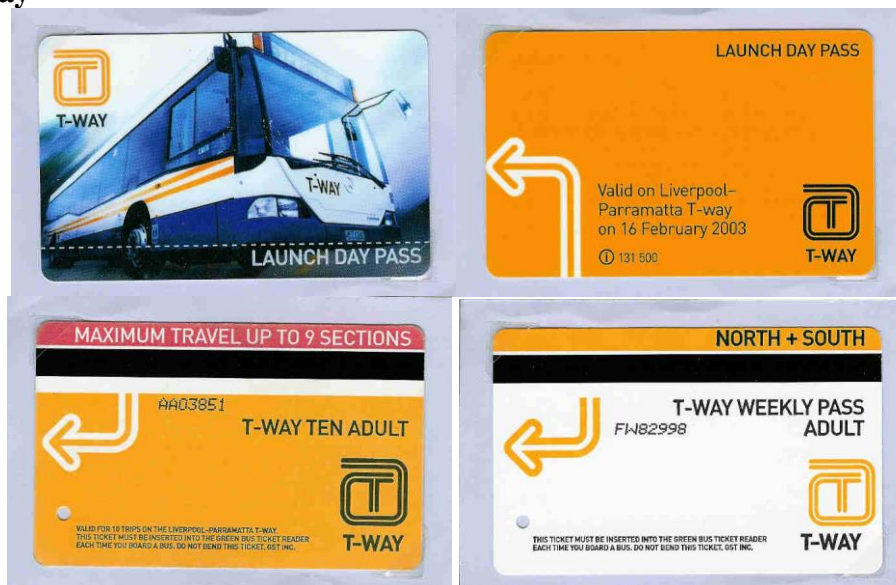 ay
T-WAY
T-WAY
LAUNCH DAY PASS
LAUNCH DAY PASS
Valid on Liverpool–
Parramatta T-way
on 16 February 2003
131 500
T-WAY
MAXIMUM TRAVEL UP TO 9 SECTIONS
AA03851
T-WAY TEN ADULT
VALID FOR 10 TRIPS ON THE LIVERPOOL–PARRAMATTA T-WAY.
THIS TICKET MUST BE INSERTED INTO THE GREEN BUS TICKET READER
EACH TIME YOU BOARD A BUS. DO NOT BEND THIS TICKET. GST INC.
T-WAY
NORTH + SOUTH
T-WAY WEEKLY PASS
FW82998 ADULT
THIS TICKET MUST BE INSERTED INTO THE GREEN BUS TICKET READER
EACH TIME YOU BOARD A BUS. DO NOT BEND THIS TICKET. GST INC.
T-WAY